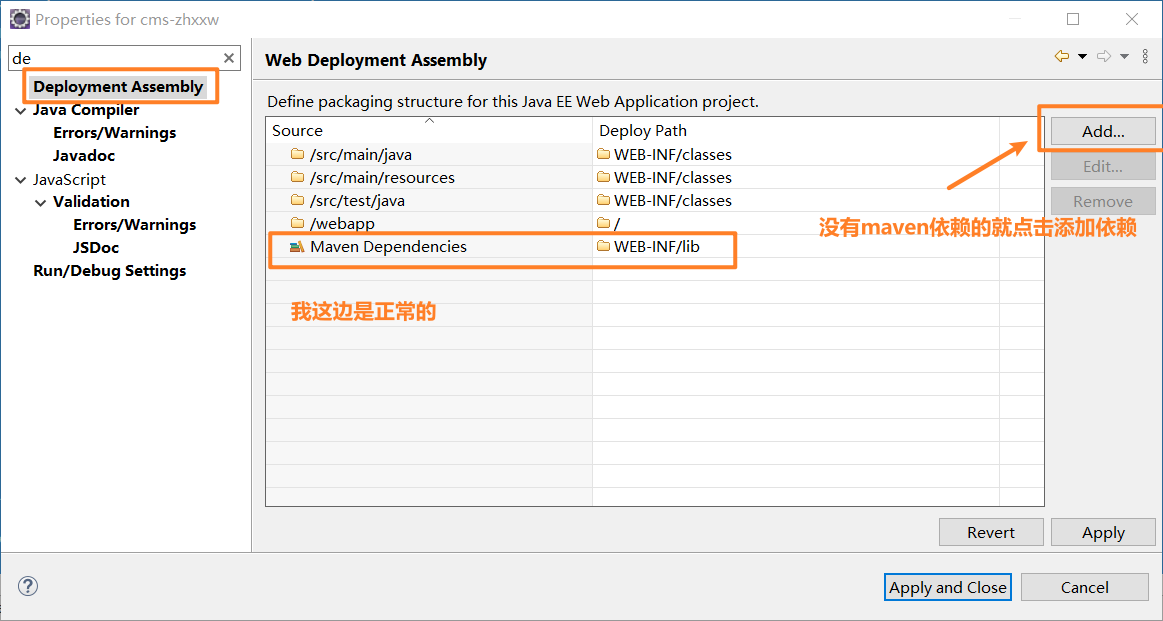 Properties for cms-zhxxw
de
Deployment Assembly
Java Compiler
Errors/Warnings
Javadoc
JavaScript
Validation
Errors/Warnings
JSDoc
Run/Debug Settings
Web Deployment Assembly
Define packaging structure for this Java EE Web Application project.
Source Deploy Path
/src/main/java WEB-INF/classes
/src/main/resources WEB-INF/classes
/src/test/java WEB-INF/classes
/webapp /
Maven Dependencies WEB-INF/lib
我这边是正常的
Add...
Edit...
Remove
没有maven依赖的就点击添加依赖
Revert Apply
? Apply and Close Cancel